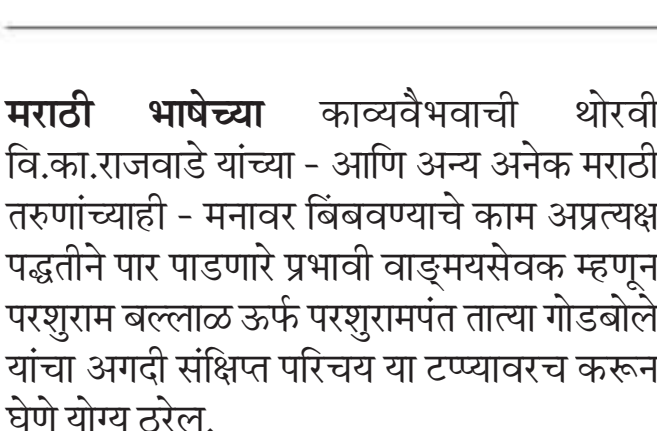 मराठी भाषेच्या काव्यवैभवाची थोरवी
वि.का.राजवाडे यांच्या - आणि अन्य अनेक मराठी
तरुणांच्याही - मनावर बिंबवण्याचे काम अप्रत्यक्ष
पद्धतीने पार पाडणारे प्रभावी वाङ्‌मयसेवक म्हणून
परशुराम बल्लाळ ऊर्फ परशुरामपंत तात्या गोडबोले
यांचा अगदी संक्षिप्त परिचय या टप्प्यावरच करून
घेणे योग्य ठरेल.